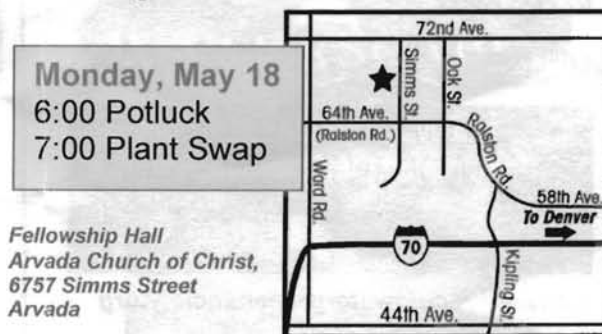 Monday, May 18
6:00 Potluck
7:00 Plant Swap
Fellowship Hall
Arvada Church of Christ,
6757 Simms Street
Arvada
72nd Ave.
Simms St.
Oak St.
64th Ave.
(Ralston Rd.)
Ralston Rd.
Ward Rd.
58th Ave.
To Denver
70
Kipling St.
44th Ave.